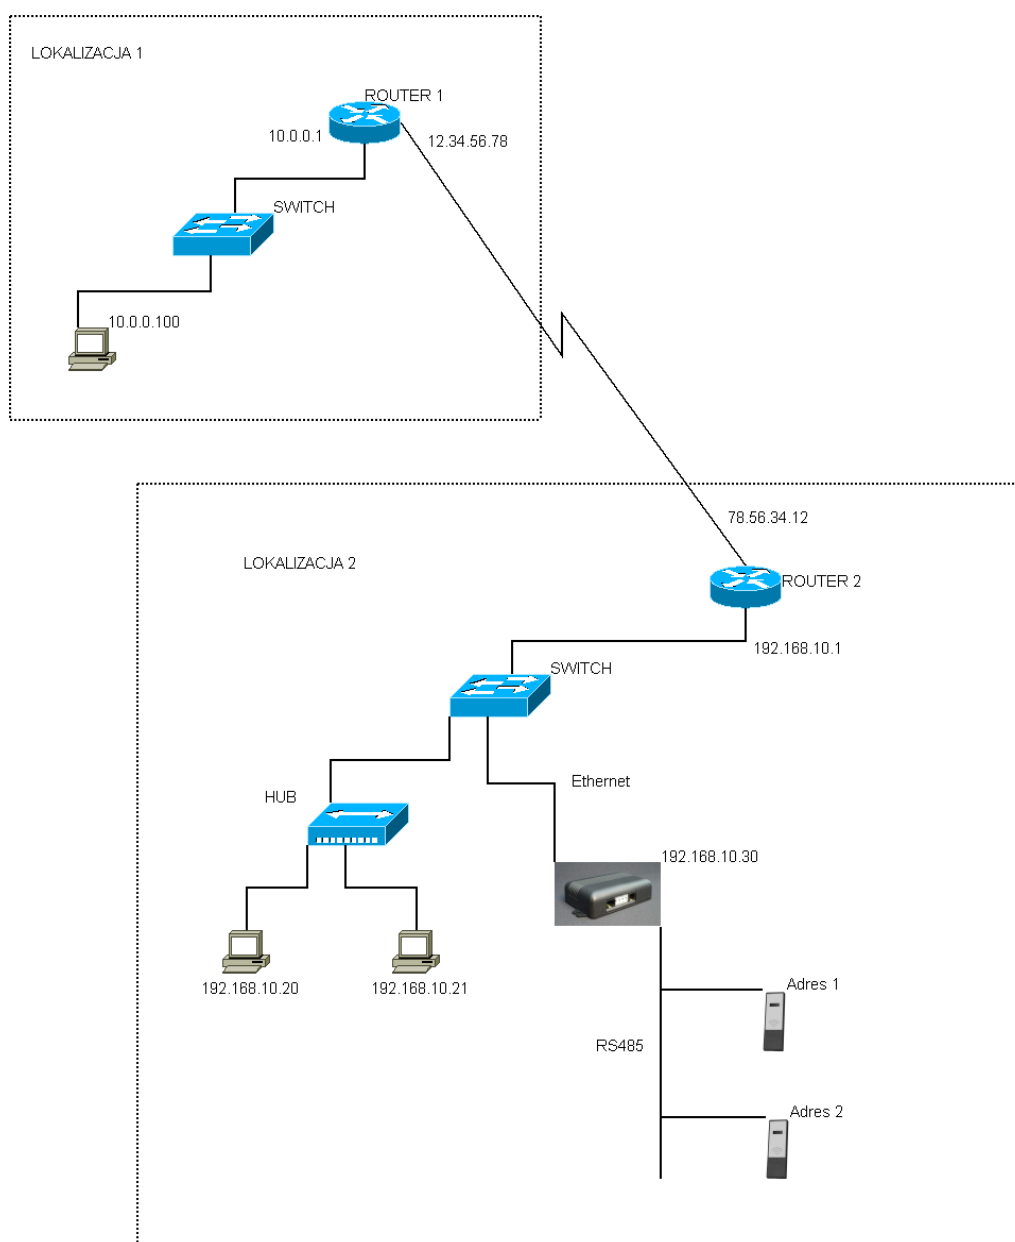 LOKALIZACJA 1
ROUTER 1
10.0.0.1
12.34.56.78
SWITCH
10.0.0.100
78.56.34.12
LOKALIZACJA 2
ROUTER 2
192.168.10.1
SWITCH
Ethernet
HUB
192.168.10.30
192.168.10.20
192.168.10.21
Adres 1
RS485
Adres 2